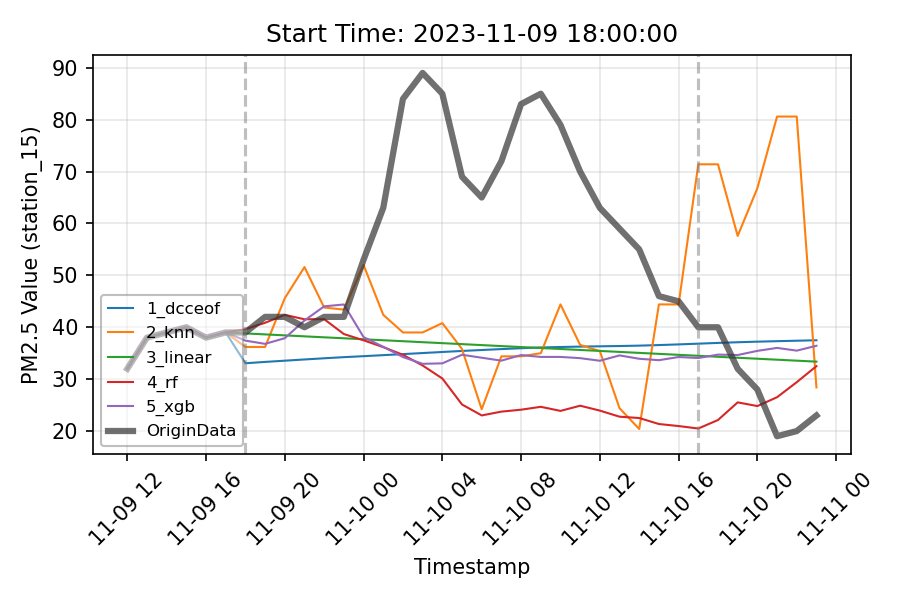 Start Time: 2023-11-09 18:00:00
PM2.5 Value (station_15)
90
80
70
60
50
40
30
20
1_dcceof
2_knn
3_linear
4_rf
5_xgb
OriginData
11-09 12
11-09 16
11-09 20
11-10 00
11-10 04
11-10 08
11-10 12
11-10 16
11-10 20
11-11 00
Timestamp